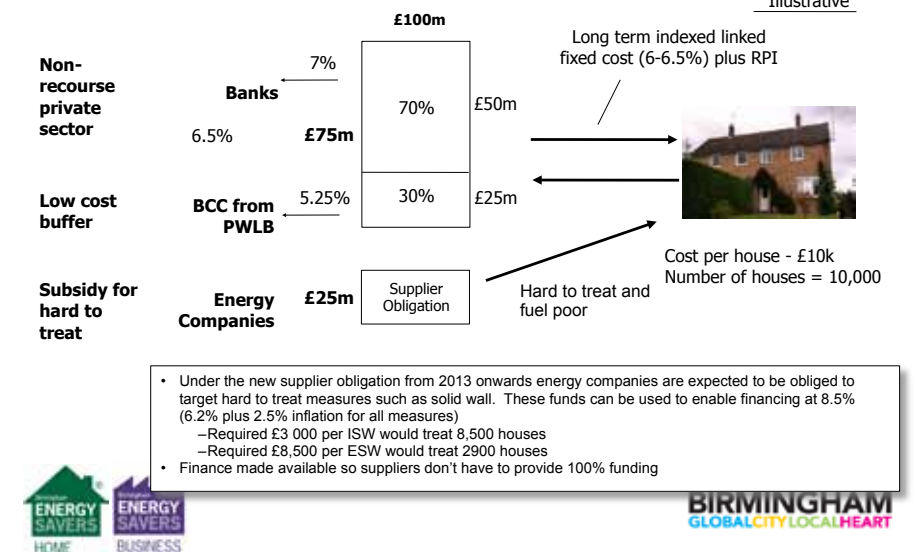 Illustrative
£100m
Non-
recourse
private
sector
Banks
7%
6.5%
£75m
70%
£50m
Long term indexed linked
fixed cost (6-6.5%) plus RPI
Low cost
buffer
BCC from
PWLB
5.25%
30%
£25m
Cost per house - £10k
Number of houses = 10,000
Subsidy for
hard to
treat
Energy
Companies
£25m
Supplier
Obligation
Hard to treat and
fuel poor
• Under the new supplier obligation from 2013 onwards energy companies are expected to be obliged to
target hard to treat measures such as solid wall. These funds can be used to enable financing at 8.5%
(6.2% plus 2.5% inflation for all measures)
–Required £3 000 per ISW would treat 8,500 houses
–Required £8,500 per ESW would treat 2900 houses
• Finance made available so suppliers don't have to provide 100% funding
Birmingham
ENERGY
SAVERS
HOME
Birmingham
ENERGY
SAVERS
BUSINESS
BIRMINGHAM
GLOBALCITYLOCALHEART